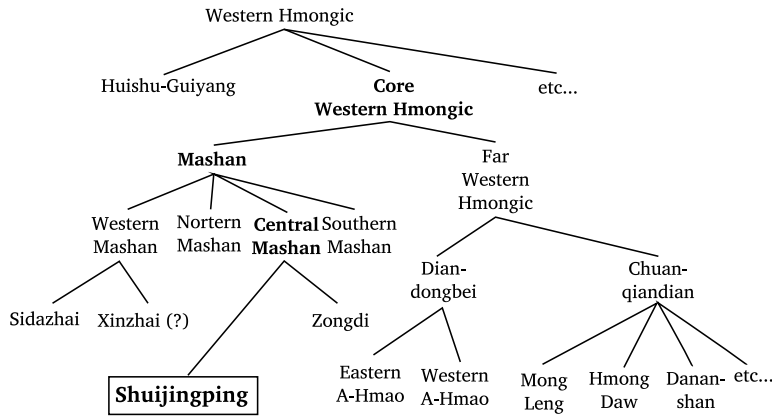 Western Hmongic
Huishu-Guiyang
Core
Western Hmongic
etc...
Mashan
Far
Western
Hmongic
Western
Mashan
Nortern
Mashan
Central
Mashan
Southern
Mashan
Dian-
dongbei
Chuan-
qiandian
Sidazhai
Xinzhai (?)
Zongdi
Shuijingping
Eastern
A-Hmao
Western
A-Hmao
Mong
Leng
Hmong
Daw
Danan-
shan
etc...